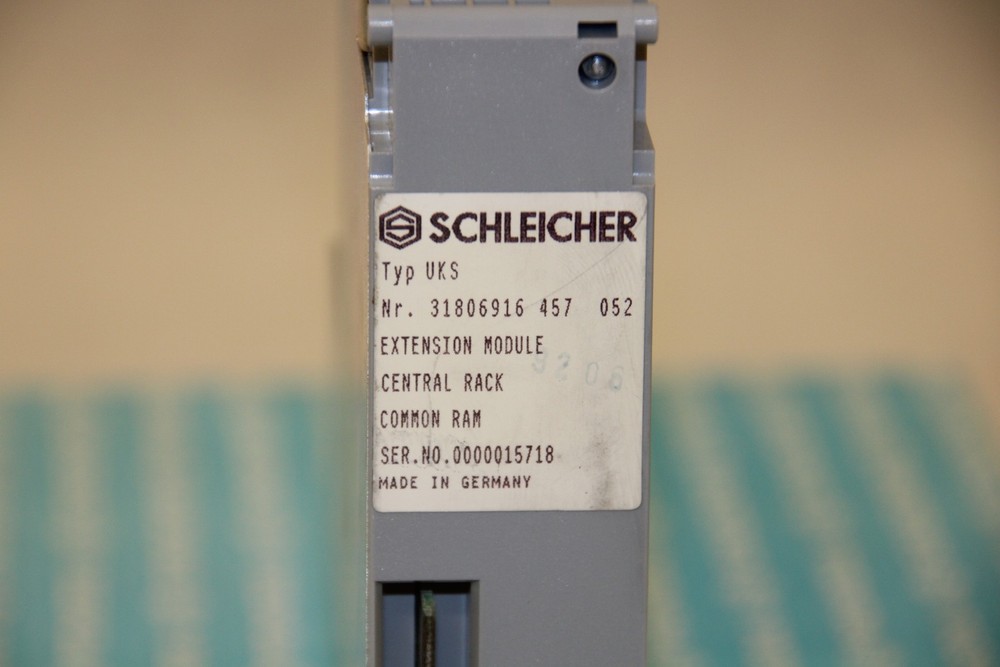 SCHLEICHER
Typ UKS
Nr. 31806916 457 052
EXTENSION MODULE
9206
CENTRAL RACK
COMMON RAM
SER.NO.0000015718
MADE IN GERMANY